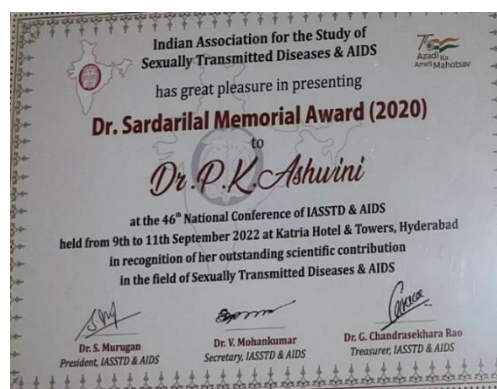 Indian Association for the Study of
Sexually Transmitted Diseases & AIDS
75
Azadi Ka
Amrit Mahotsav
has great pleasure in presenting
Dr. Sardarilal Memorial Award (2020)
to
Dr. P.K. Ashwini
at the 46th National Conference of IASSTD & AIDS
held from 9th to 11th September 2022 at Katria Hotel & Towers, Hyderabad
in recognition of her outstanding scientific contribution
in the field of Sexually Transmitted Diseases & AIDS
Dr. S. Murugan
President, IASSTD & AIDS
Dr. V. Mohankumar
Secretary, IASSTD & AIDS
Dr. G. Chandrasekhara Rao
Treasurer, IASSTD & AIDS